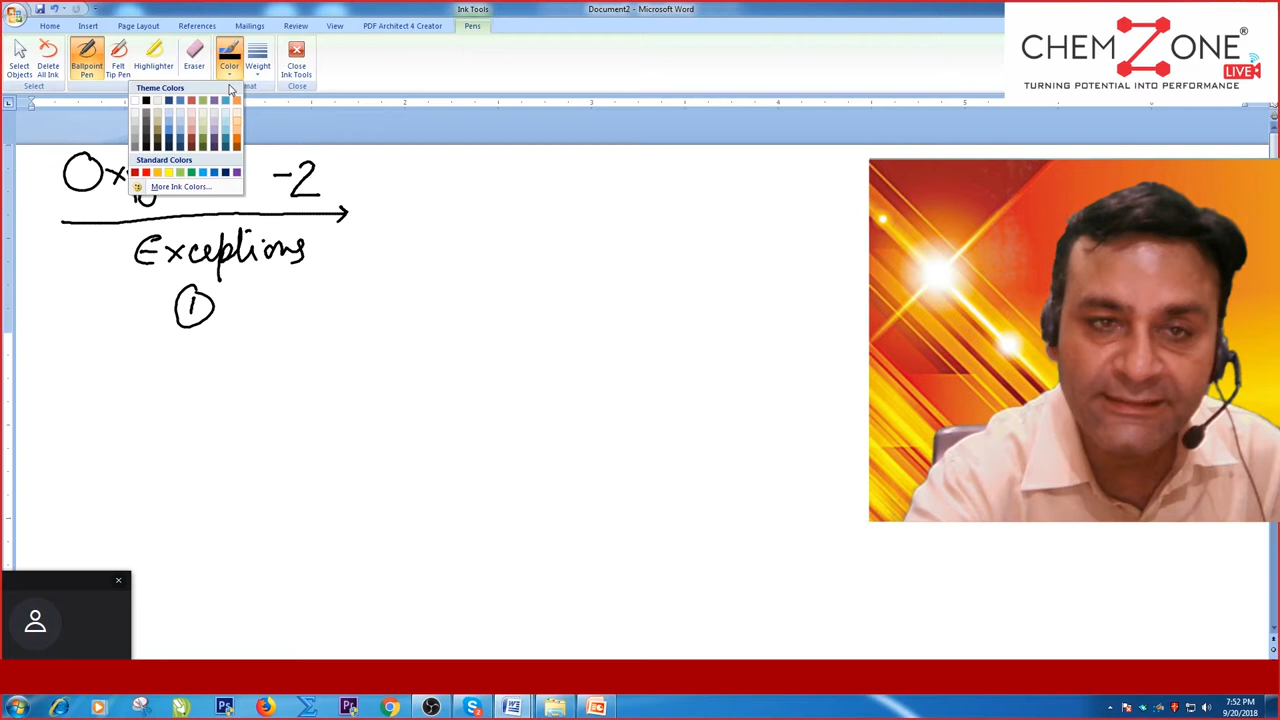 Ink Tools
Document2 - Microsoft Word
Home Insert Page Layout References Mailings Review View PDF Architect 4 Creator Pens
Select Objects
Delete All Ink
Ballpoint Pen
Felt Tip Pen
Highlighter
Eraser
Color
Weight
Close Ink Tools
Select
Close
Theme Colors
Standard Colors
More Ink Colors...
2 3 5
-2
Exceptions
1
CHEMZONE®
LIVE
TURNING POTENTIAL INTO PERFORMANCE
7:52 PM
9/20/2018